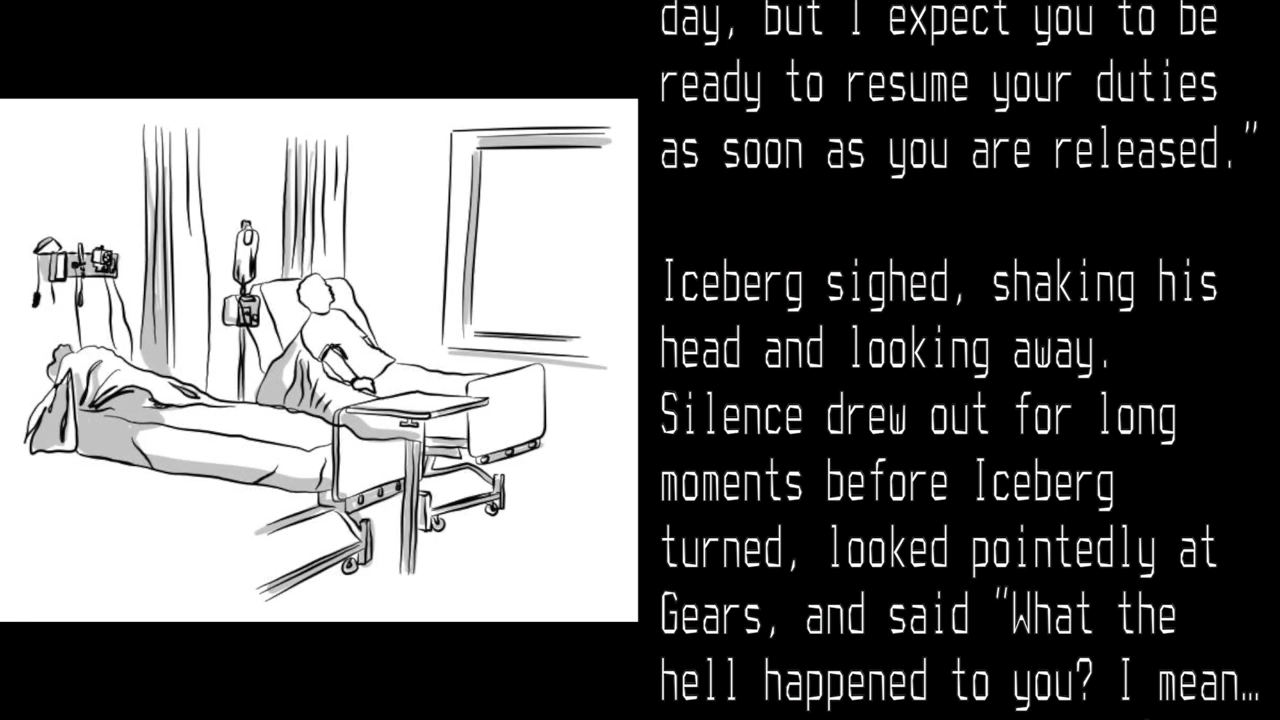 day, but I expect you to be
ready to resume your duties
as soon as you are released.”
Iceberg sighed, shaking his
head and looking away.
Silence drew out for long
moments before Iceberg
turned, looked pointedly at
Gears, and said “What the
hell happened to you? I mean…